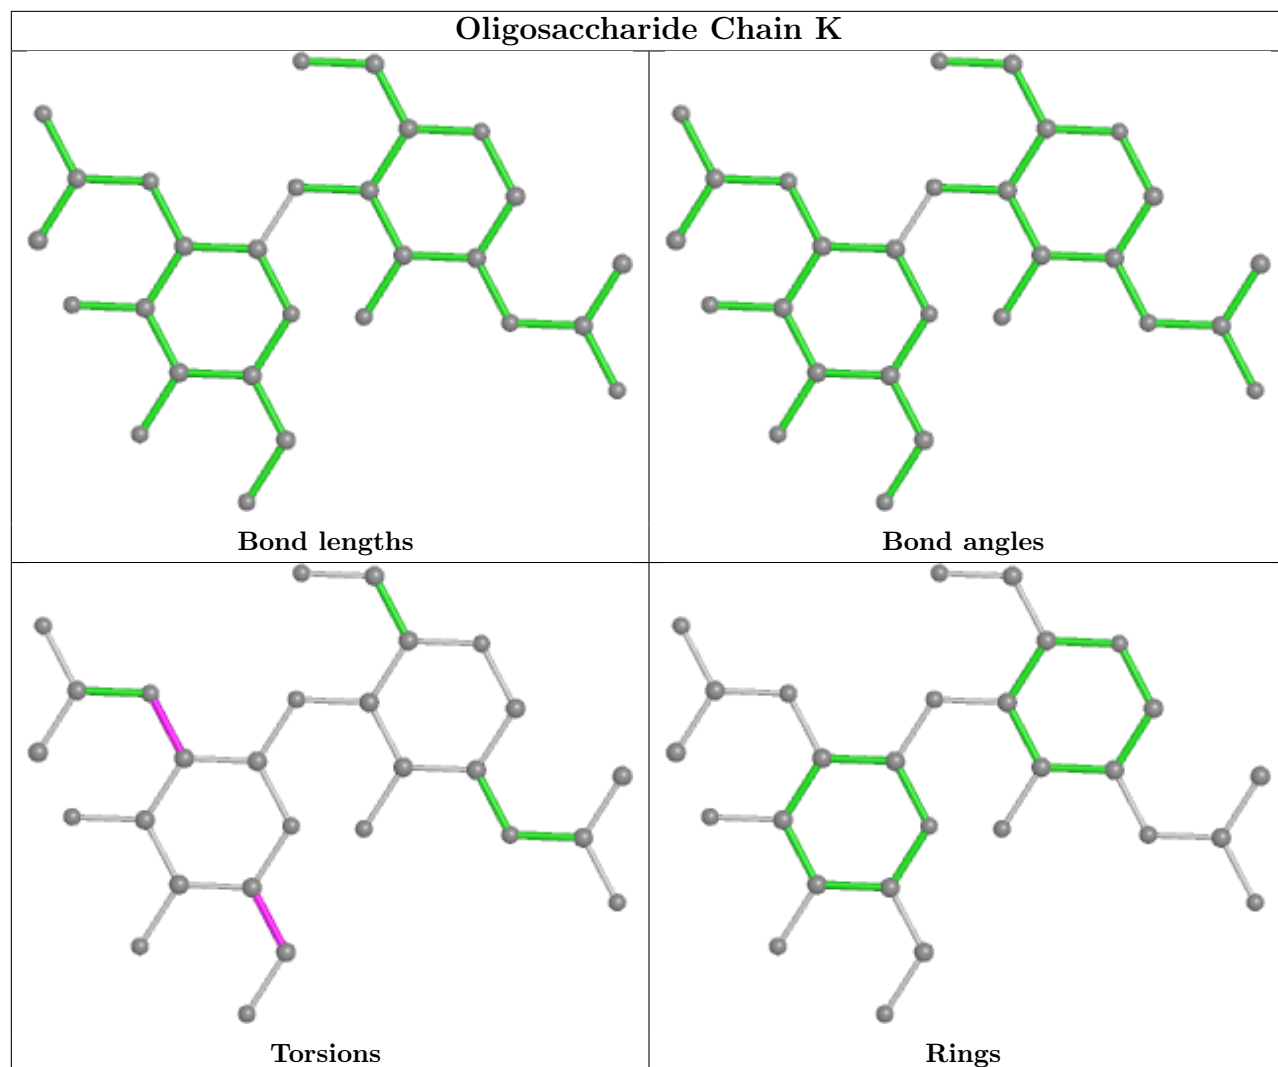 Oligosaccharide Chain K
Bond lengths
Bond angles
Torsions
Rings